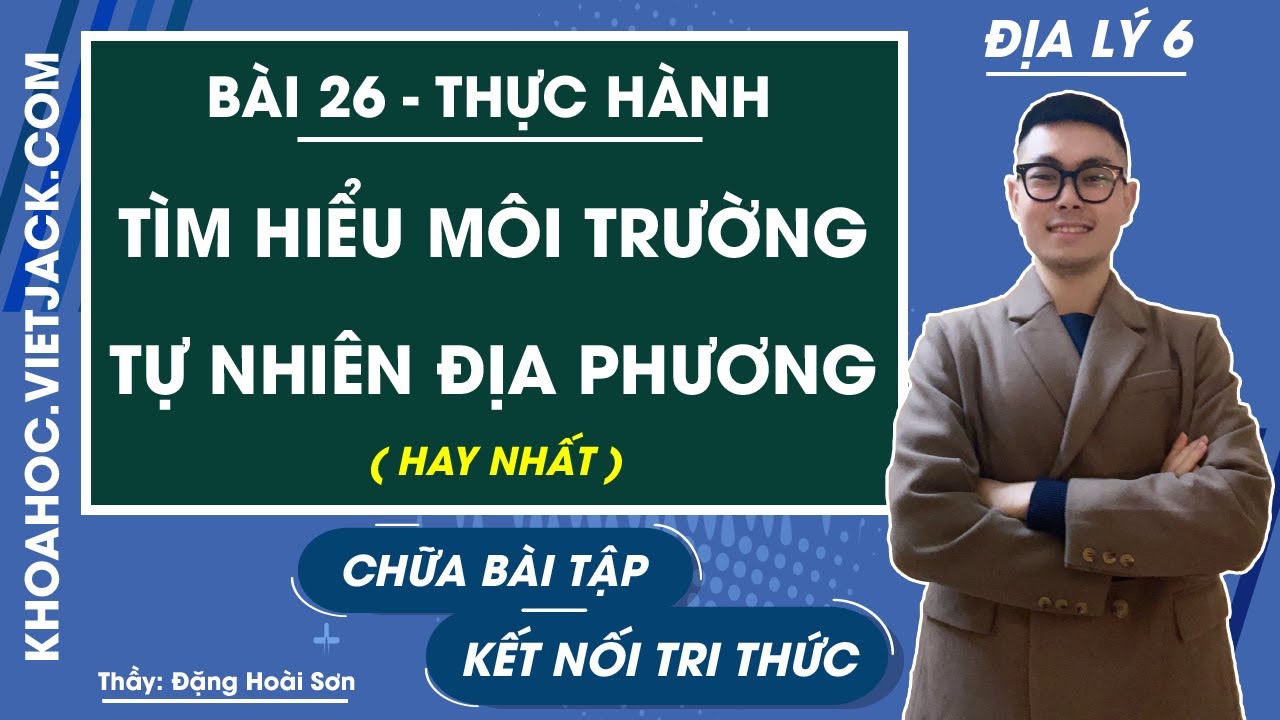 KHOAHOC.VIETJACK.COM
ĐỊA LÝ 6
BÀI 26 - THỰC HÀNH
TÌM HIỂU MÔI TRƯỜNG
TỰ NHIÊN ĐỊA PHƯƠNG
( HAY NHẤT )
CHỮA BÀI TẬP
KẾT NỐI TRI THỨC
Thầy: Đặng Hoài Sơn